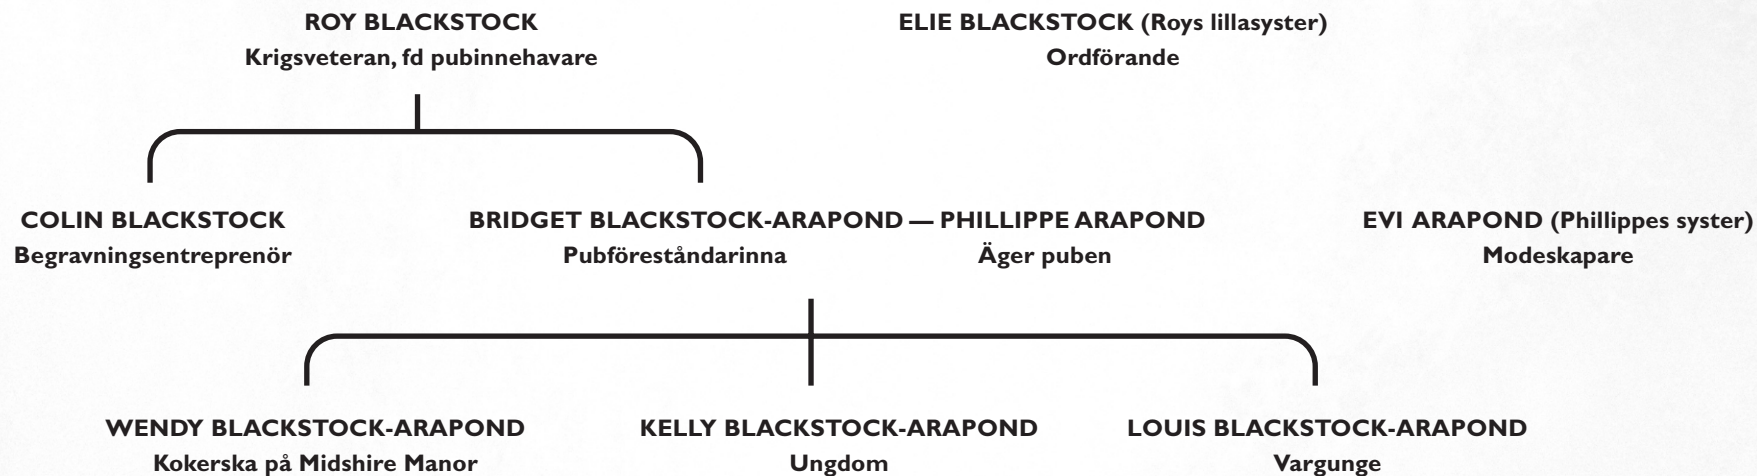 ROY BLACKSTOCK
Krigsveteran, fd pubinnehavare
ELIE BLACKSTOCK (Roys lillasyster)
Ordförande
COLIN BLACKSTOCK
Begravningsentreprenör
BRIDGET BLACKSTOCK-ARAPOND — PHILLIPPE ARAPOND
Pubföreståndarinna
Äger puben
EVI ARAPOND (Phillippes syster)
Modeskapare
WENDY BLACKSTOCK-ARAPOND
Kokerska på Midshire Manor
KELLY BLACKSTOCK-ARAPOND
Ungdom
LOUIS BLACKSTOCK-ARAPOND
Vargunge